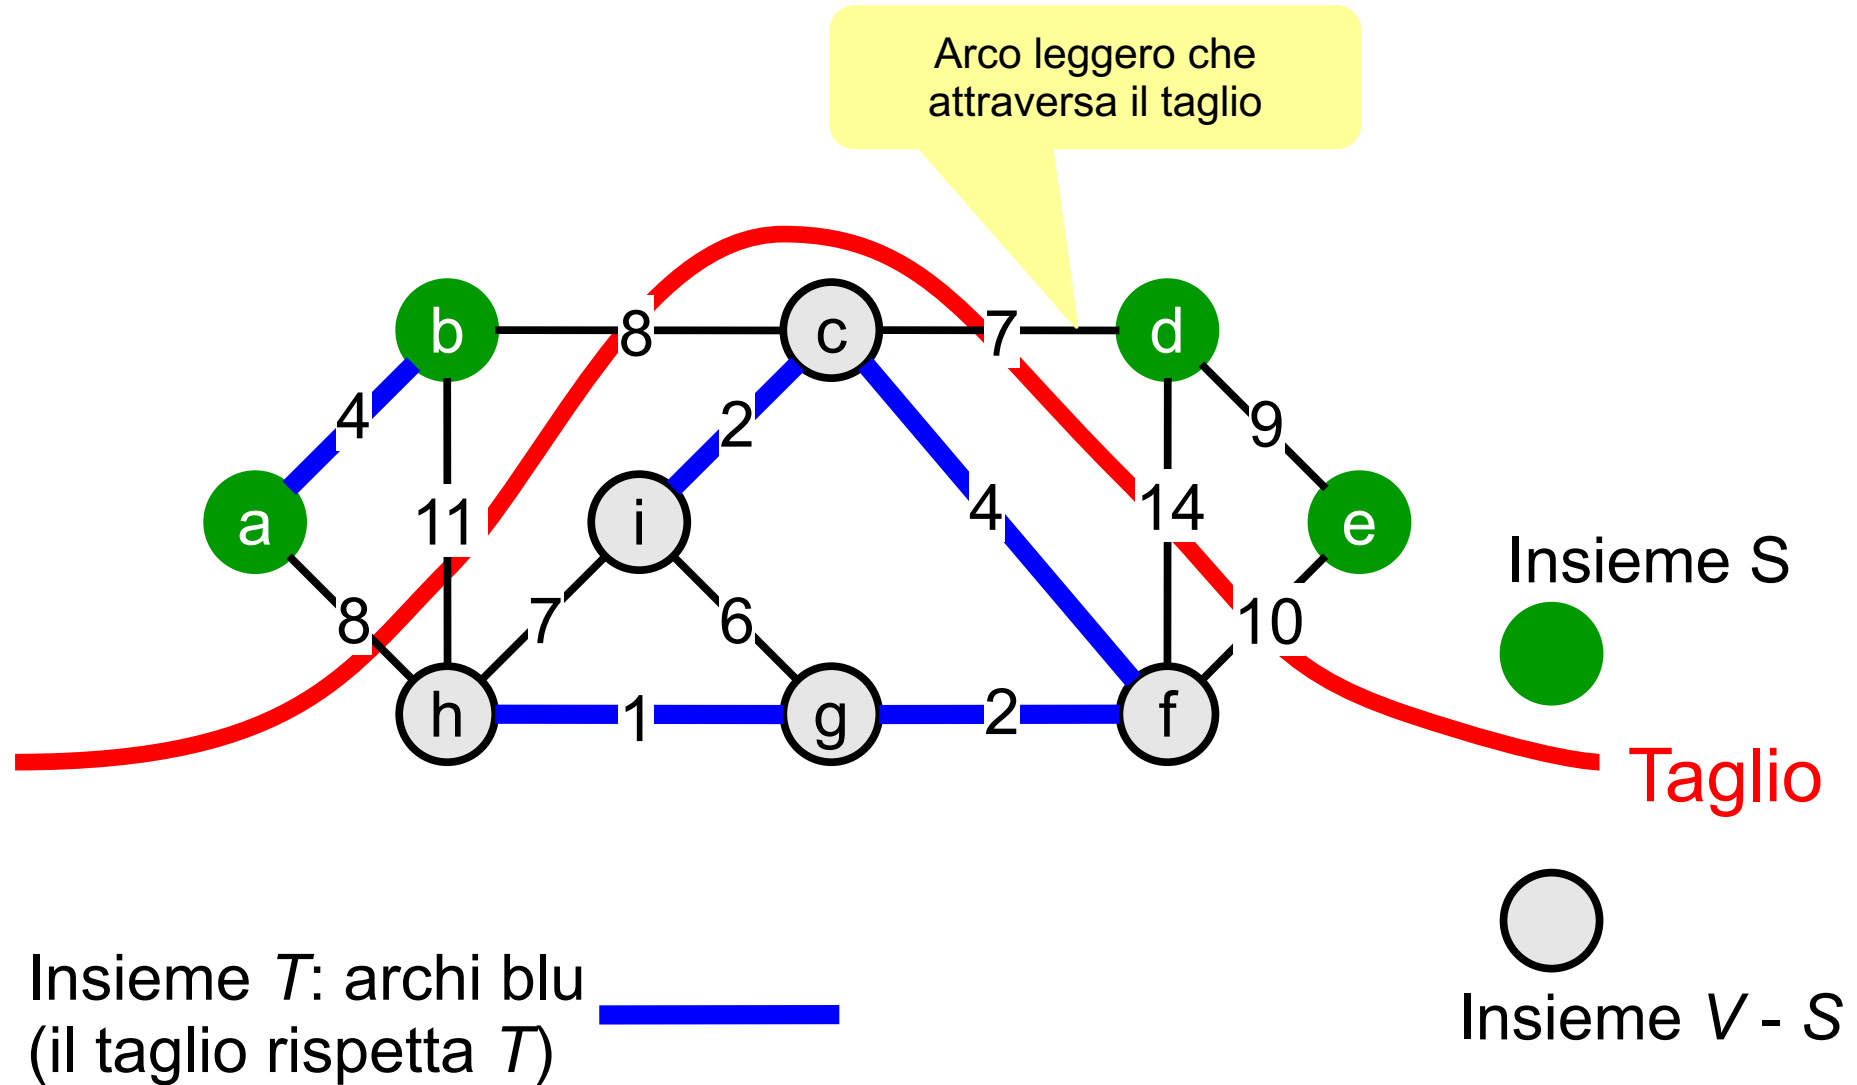 Arco leggero che
attraversa il taglio
b
8
c
7
d
4
2
9
a
11
i
4
14
e
Insieme S
8
7
6
10
h
1
g
2
f
Taglio
Insieme T: archi blu
(il taglio rispetta T)
Insieme V - S